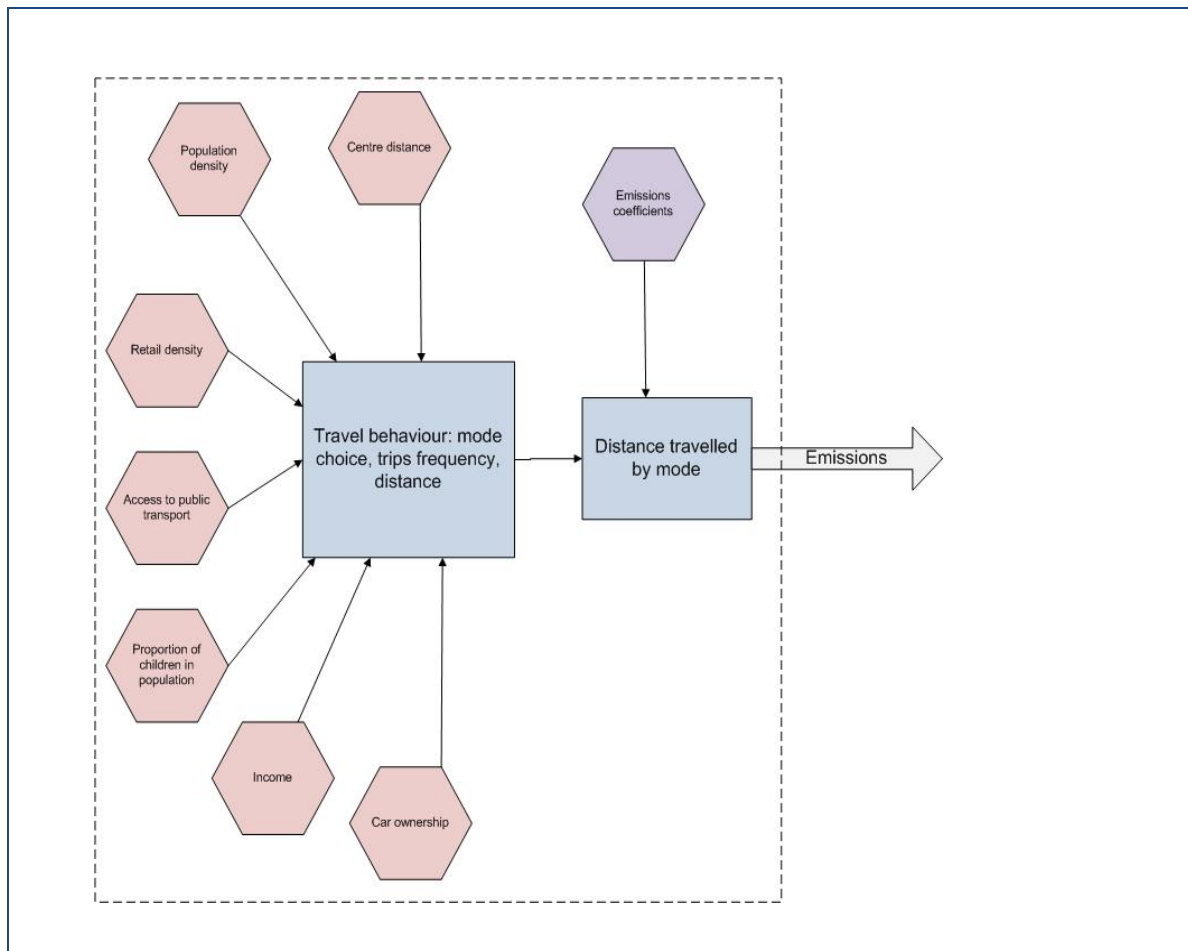 Population
density
Centre distance
Emissions
coefficients
Retail density
Travel behaviour: mode
choice, trips frequency,
distance
Distance travelled
by mode
Emissions
Access to public
transport
Proportion of
children in
population
Income
Car ownership